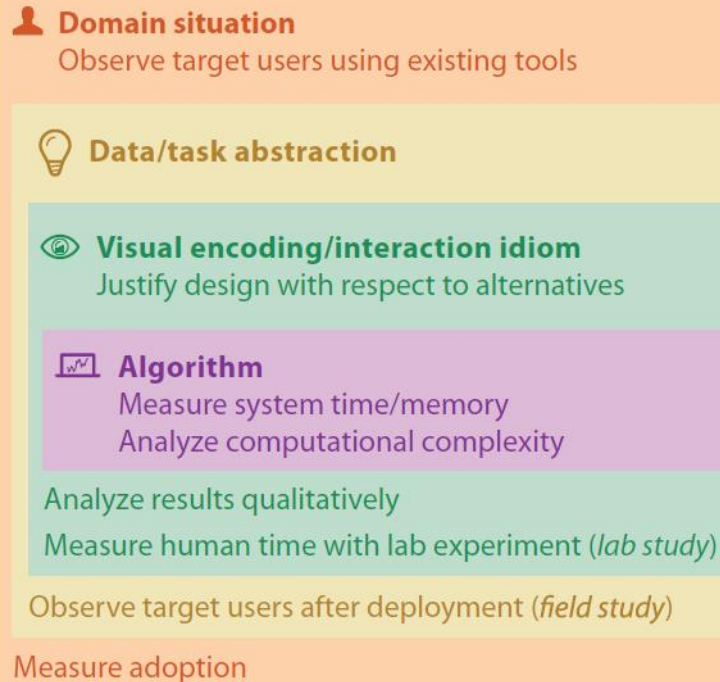 Domain situation
Observe target users using existing tools
Data/task abstraction
Visual encoding/interaction idiom
Justify design with respect to alternatives
Algorithm
Measure system time/memory
Analyze computational complexity
Analyze results qualitatively
Measure human time with lab experiment (lab study)
Observe target users after deployment (field study)
Measure adoption